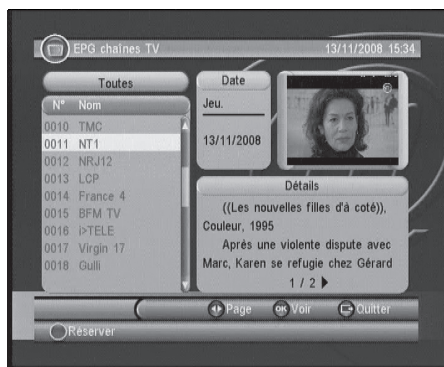 EPG chaînes TV
13/11/2008 15:34
Toutes
N° Nom
0010 TMC
0011 NT1
0012 NRJ12
0013 LCP
0014 France 4
0015 BFM TV
0016 i>TELE
0017 Virgin 17
0018 Gulli
Date
Jeu.
13/11/2008
Détails
((Les nouvelles filles d'à coté)),
Couleur, 1995
Aprés une violente dispute avec
Marc, Karen se refugie chez Gérard
1 / 2
Page OK Voir Quitter
Réserver